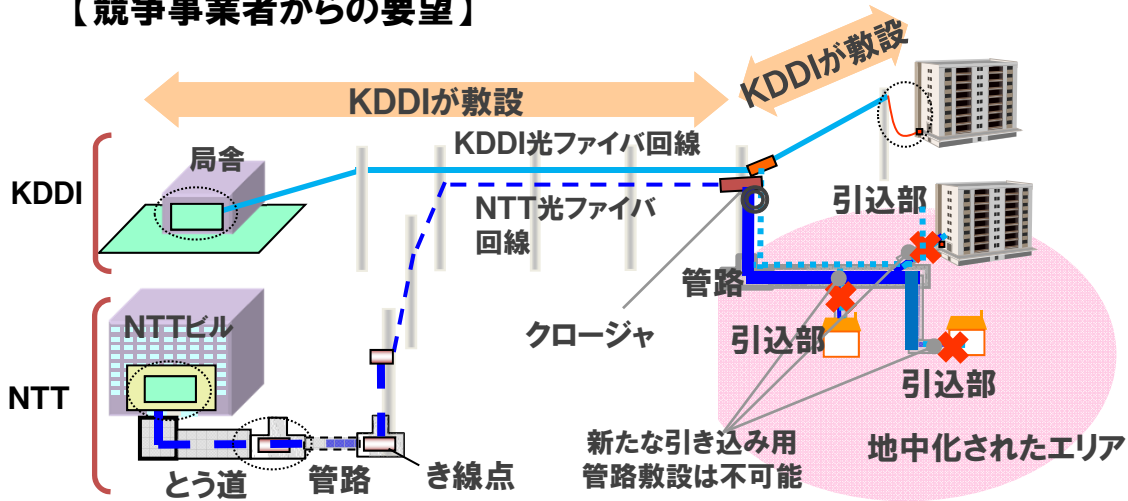 【競争事業者からの要望】
KDDIが敷設
KDDIが敷設
KDDI
局舎
KDDI光ファイバ回線
NTT光ファイバ
回線
引込部
管路
クロージャ
引込部
引込部
NTT
NTTビル
とう道
管路
き線点
新たな引き込み用
管路敷設は不可能
地中化されたエリア